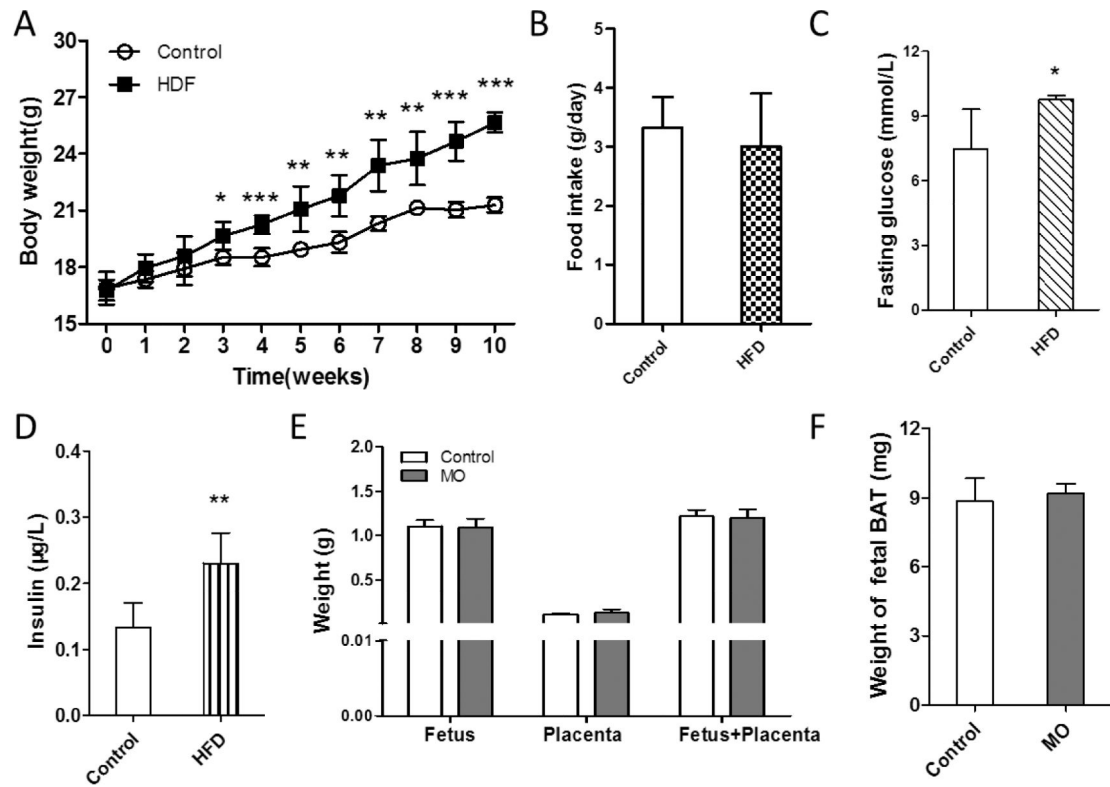 A
Body weight(g)
30
27
24
21
18
15
Control
HDF
*
***
**
**
**
**
***
***
0 1 2 3 4 5 6 7 8 9 10
Time(weeks)
B
Food intake (g/day)
5
4
3
2
1
0
Control
HFD
C
Fasting glucose (mmol/L)
12
9
6
3
0
*
Control
HFD
D
Insulin (µg/L)
0.4
0.3
0.2
0.1
0.0
**
Control
HFD
E
Weight (g)
2.0
1.5
1.0
0.5
0.01
0.00
Control
MO
Fetus Placenta Fetus+Placenta
F
Weight of fetal BAT (mg)
12
9
6
3
0
Control
MO